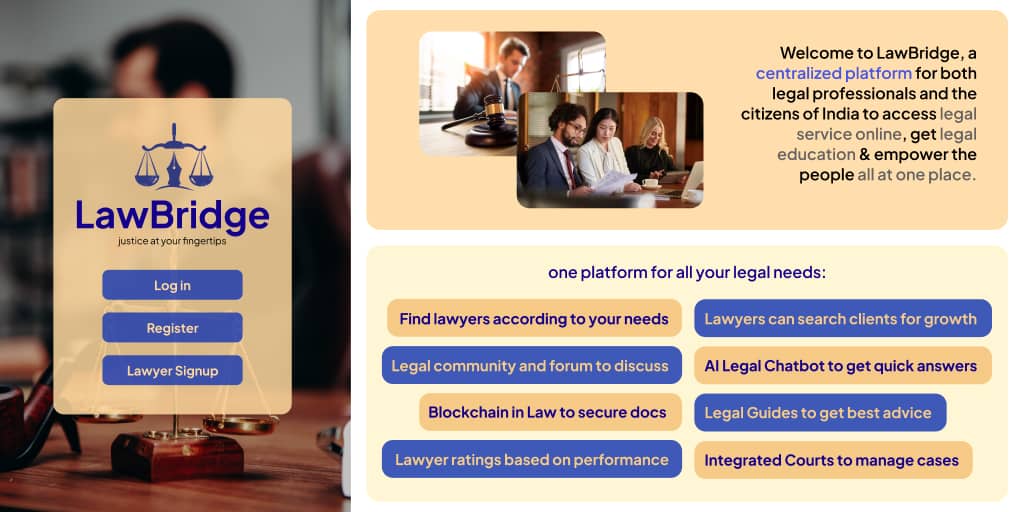 LawBridge
justice at your fingertips
Log in
Register
Lawyer Signup
Welcome to LawBridge, a
centralized platform for both
legal professionals and the
citizens of India to access legal
service online, get legal
education & empower the
people all at one place.
one platform for all your legal needs:
Find lawyers according to your needs
Lawyers can search clients for growth
Legal community and forum to discuss
AI Legal Chatbot to get quick answers
Blockchain in Law to secure docs
Legal Guides to get best advice
Lawyer ratings based on performance
Integrated Courts to manage cases